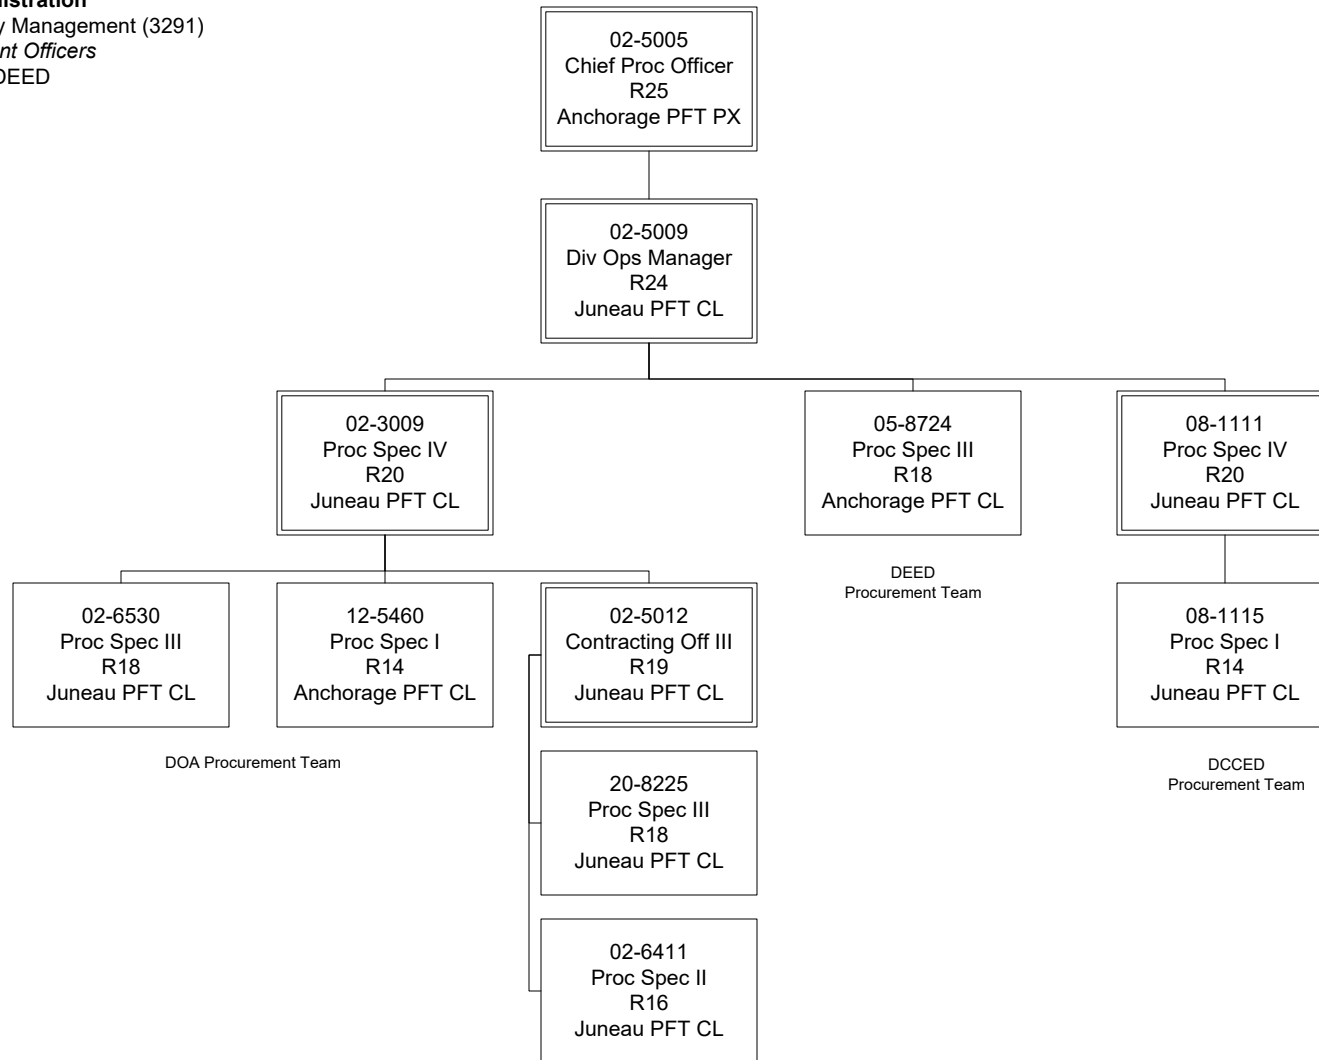 Management (3291)
Officers
DEED
02-5005
Chief Proc Officer
R25
Anchorage PFT PX
02-5009
Div Ops Manager
R24
Juneau PFT CL
02-3009
Proc Spec IV
R20
Juneau PFT CL
05-8724
Proc Spec III
R18
Anchorage PFT CL
08-1111
Proc Spec IV
R20
Juneau PFT CL
DEED
Procurement Team
02-6530
Proc Spec III
R18
Juneau PFT CL
12-5460
Proc Spec I
R14
Anchorage PFT CL
02-5012
Contracting Off III
R19
Juneau PFT CL
08-1115
Proc Spec I
R14
Juneau PFT CL
DOA Procurement Team
DCCED
Procurement Team
20-8225
Proc Spec III
R18
Juneau PFT CL
02-6411
Proc Spec II
R16
Juneau PFT CL